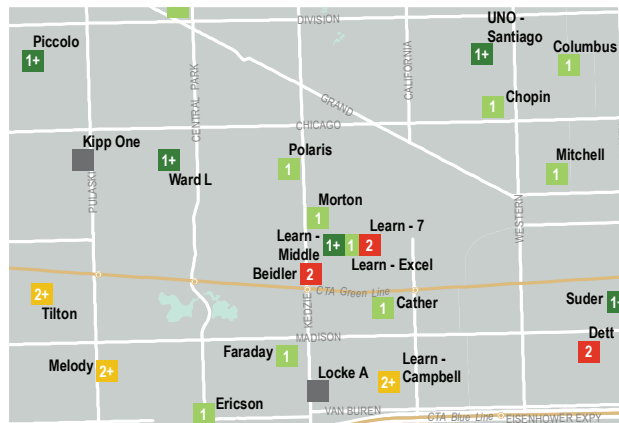 DIVISION
UNO -
Santiago
1+
Piccolo
1+
Columbus
1
CALIFORNIA
CENTRAL PARK
GRAND
Chopin
1
CHICAGO
Kipp One
Ward L
1+
Polaris
1
Mitchell
1
PULASKI
WESTERN
Morton
1
Learn - 7
Learn -
Middle
1+
1
2
Learn - Excel
Beidler
2
CTA Green Line
KEDZIE
2+
Tilton
Cather
1
Suder
1+
MADISON
Dett
2
Faraday
1
Melody
2+
Locke A
Learn -
Campbell
2+
Ericson
1
VAN BUREN
CTA Blue Line
EISENHOWER EXPY